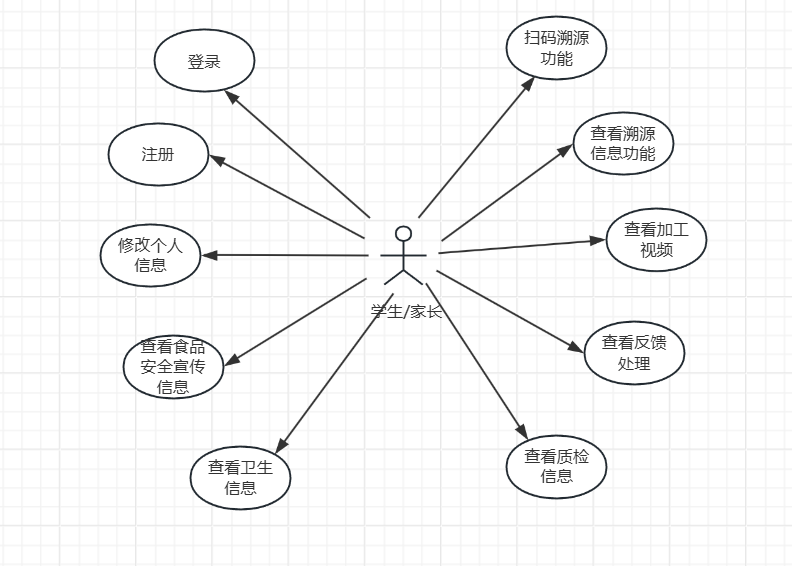 登录
注册
修改个人
信息
查看食品
安全宣传
信息
查看卫生
信息
学生/家长
扫码溯源
功能
查看溯源
信息功能
查看加工
视频
查看反馈
处理
查看质检
信息